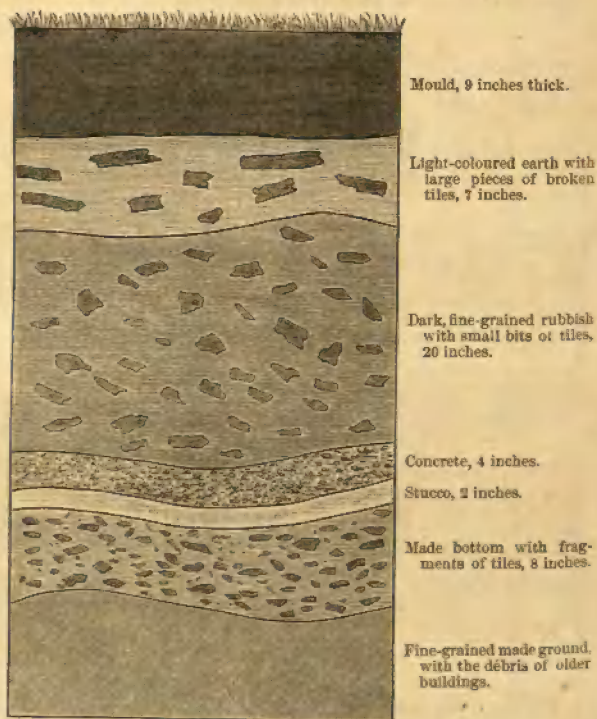 Mould, 9 inches thick.
Light-coloured earth with
large pieces of broken
tiles, 7 inches.
Dark, fine-grained rubbish
with small bits of tiles,
20 inches.
Concrete, 4 inches.
Stucco, 2 inches.
Made bottom with frag-
ments of tiles, 8 inches.
Fine-grained made ground,
with the débris of older
buildings.